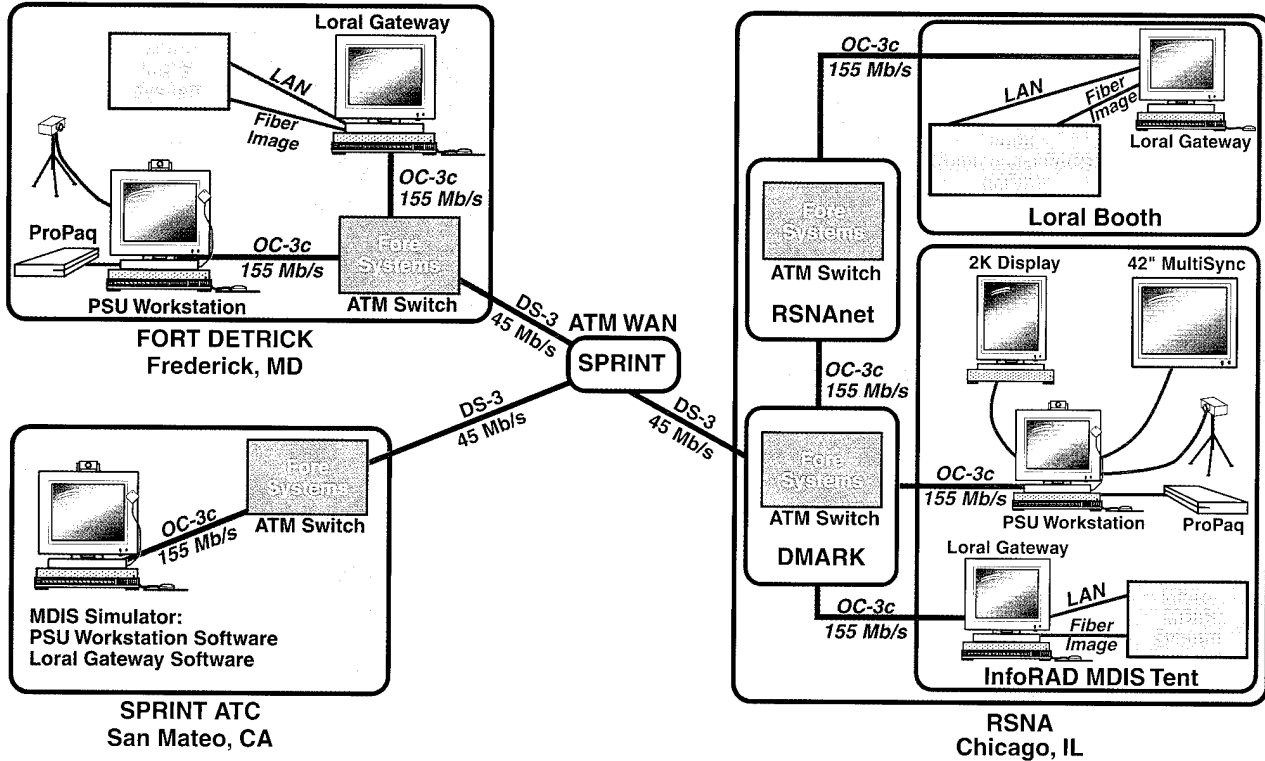 Loral Gateway
LAN
Fiber
Image
OC-3c
155 Mb/s
ProPaq
OC-3c
155 Mb/s
PSU Workstation
Fore
Systems
ATM Switch
FORT DETRICK
Frederick, MD
DS-3
45 Mb/s
ATM WAN
SPRINT
DS-3
45 Mb/s
DS-3
45 Mb/s
Fore
Systems
ATM Switch
OC-3c
155 Mb/s
MDIS Simulator:
PSU Workstation Software
Loral Gateway Software
SPRINT ATC
San Mateo, CA
OC-3c
155 Mb/s
LAN
Fiber
Image
Loral Gateway
Loral Booth
Fore
Systems
ATM Switch
RSNAnet
OC-3c
155 Mb/s
Fore
Systems
ATM Switch
DMARK
2K Display
42" MultiSync
OC-3c
155 Mb/s
PSU Workstation
ProPaq
Loral Gateway
OC-3c
155 Mb/s
LAN
Fiber
Image
InfoRAD MDIS Tent
RSNA
Chicago, IL